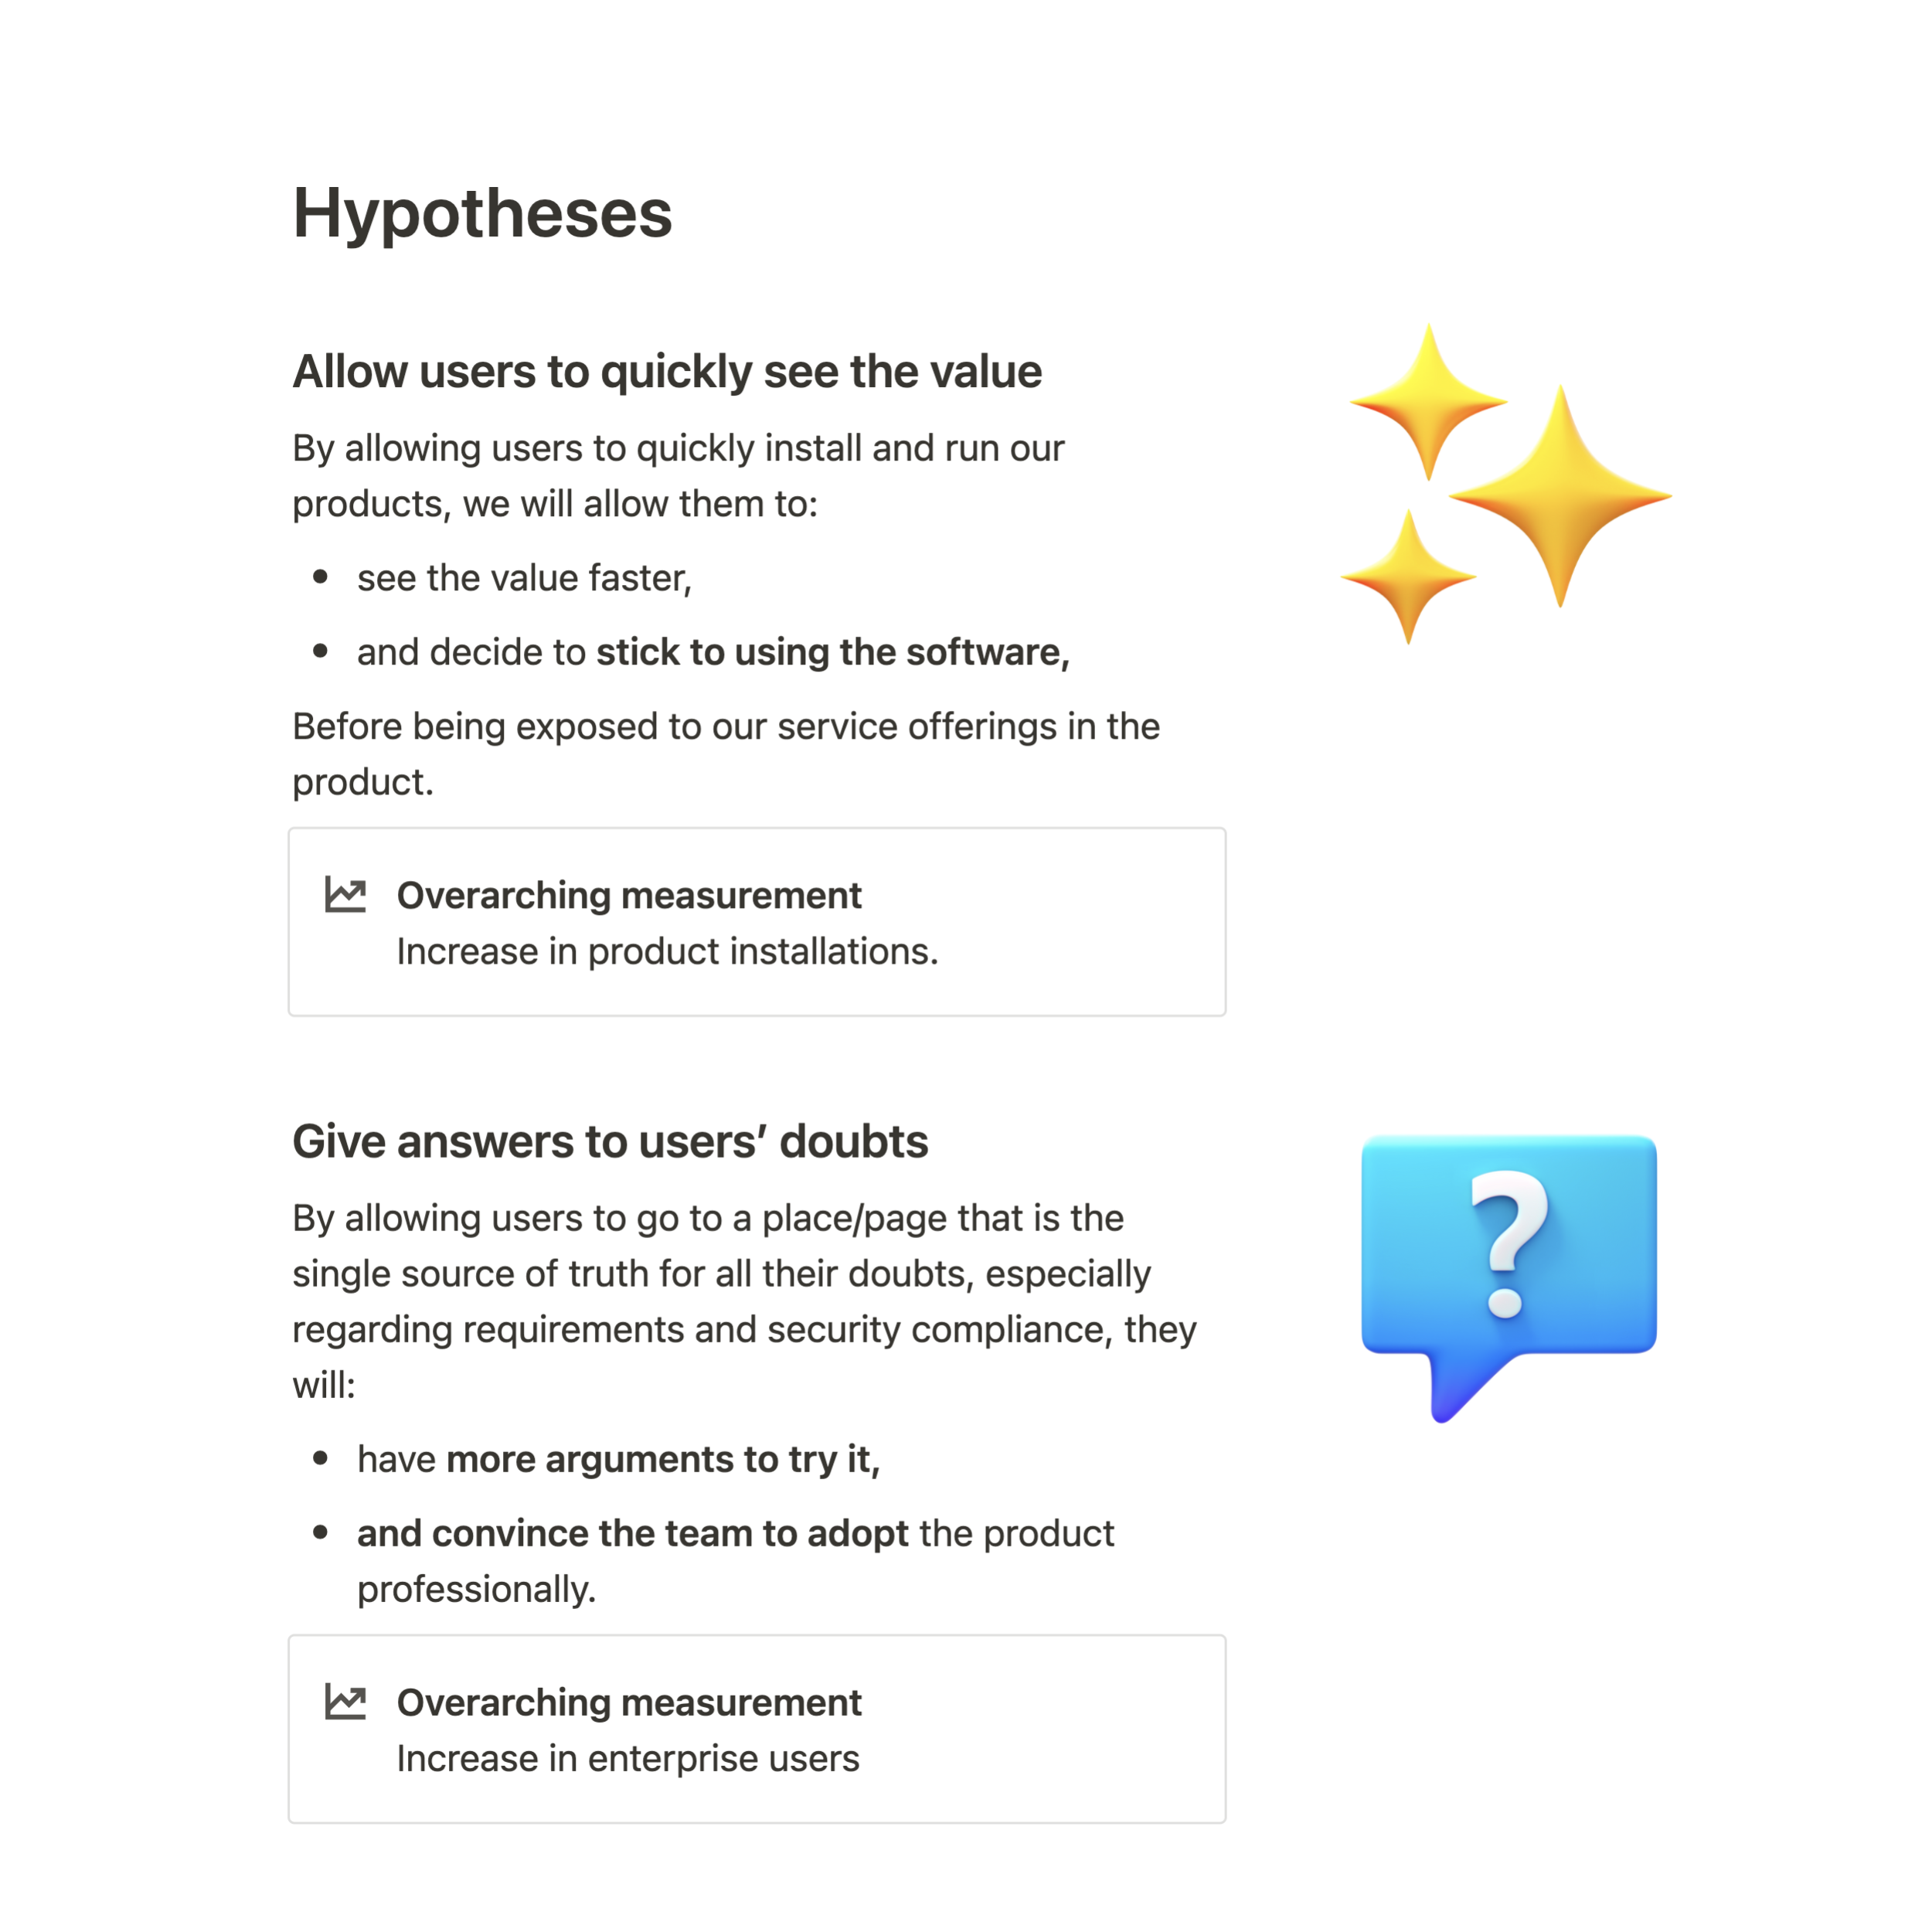 Hypotheses
Allow users to quickly see the value
By allowing users to quickly install and run our
products, we will allow them to:
• see the value faster,
• and decide to stick to using the software,
Before being exposed to our service offerings in the
product.
Overarching measurement
Increase in product installations.
Give answers to users’ doubts
By allowing users to go to a place/page that is the
single source of truth for all their doubts, especially
regarding requirements and security compliance, they
will:
• have more arguments to try it,
• and convince the team to adopt the product
professionally.
Overarching measurement
Increase in enterprise users
?